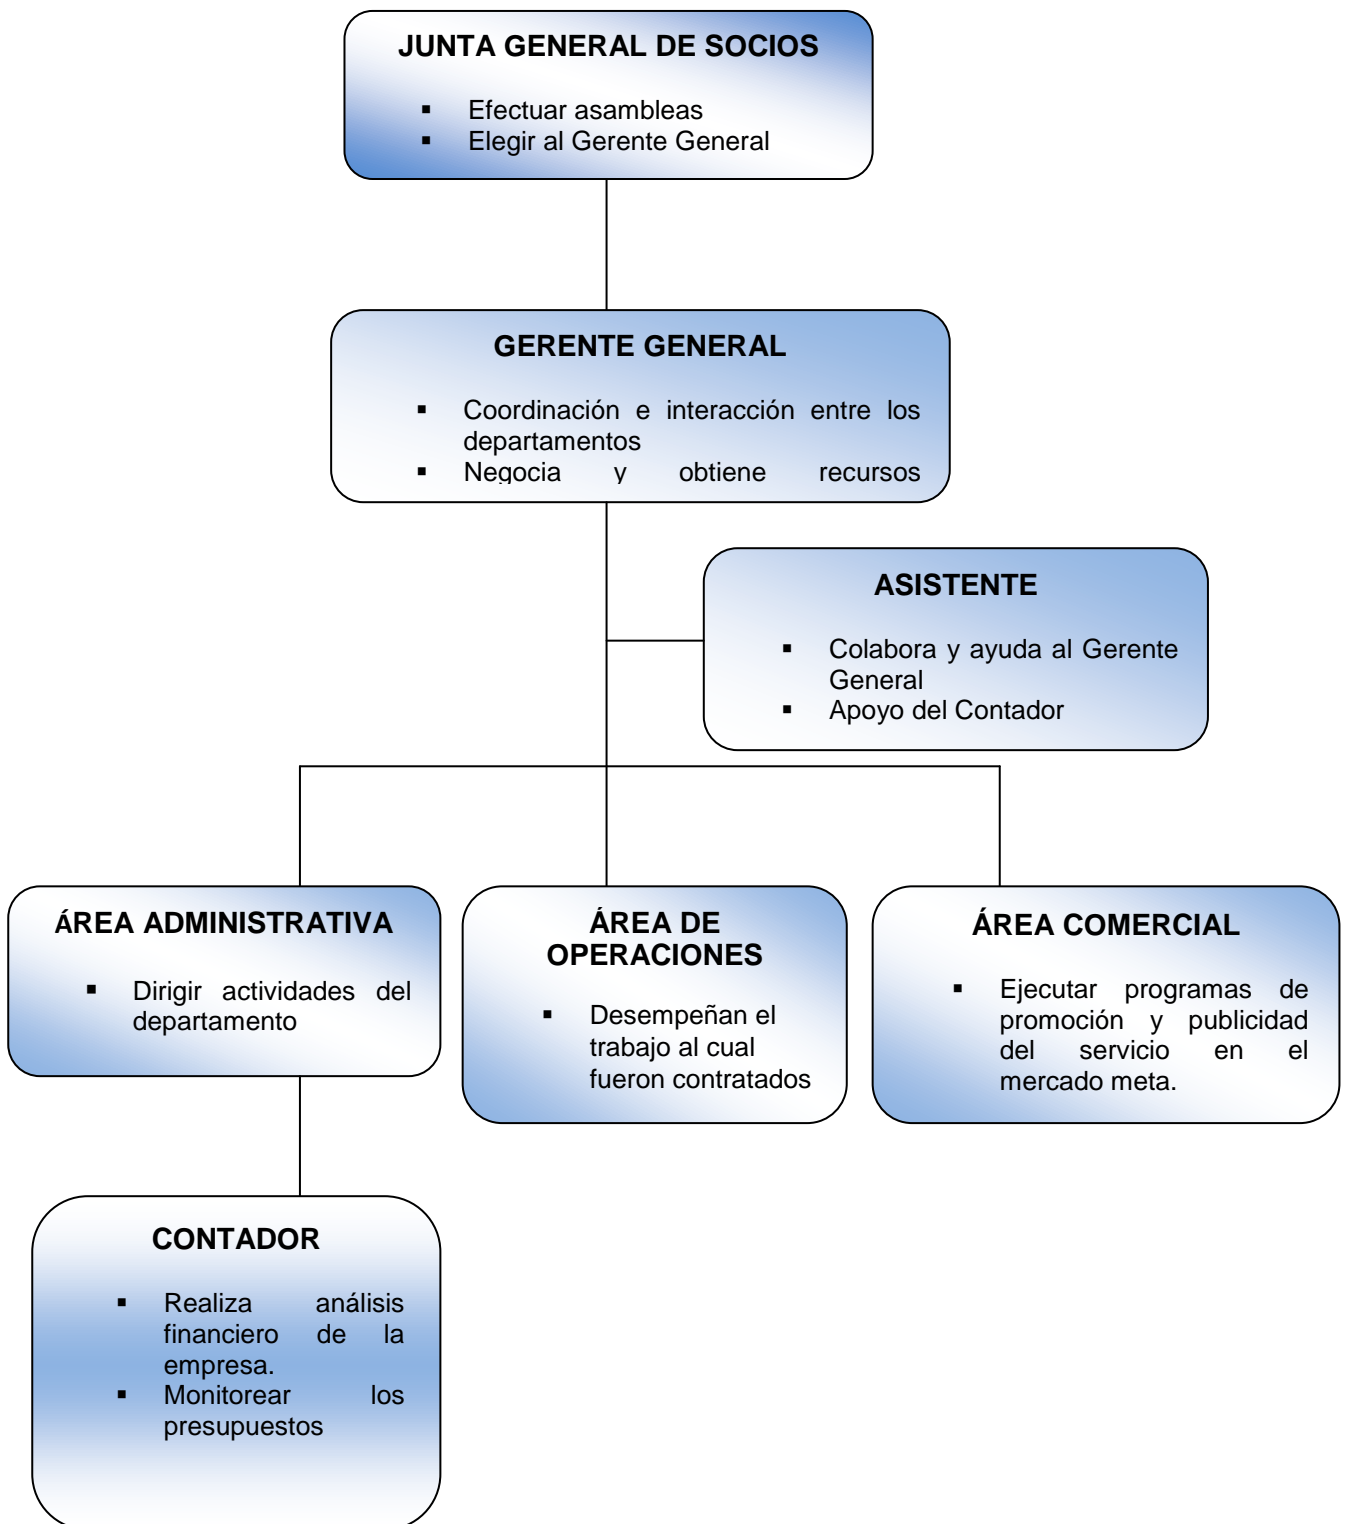 JUNTA GENERAL DE SOCIOS
▪ Efectuar asambleas
▪ Elegir al Gerente General
GERENTE GENERAL
▪ Coordinación e interacción entre los
departamentos
▪ Negocia y obtiene recursos
ASISTENTE
▪ Colabora y ayuda al Gerente
General
▪ Apoyo del Contador
ÁREA ADMINISTRATIVA
▪ Dirigir actividades del
departamento
ÁREA DE
OPERACIONES
▪ Desempeñan el
trabajo al cual
fueron contratados
ÁREA COMERCIAL
▪ Ejecutar programas de
promoción y publicidad
del servicio en el
mercado meta.
CONTADOR
▪ Realiza análisis
financiero de la
empresa.
▪ Monitorear los
presupuestos